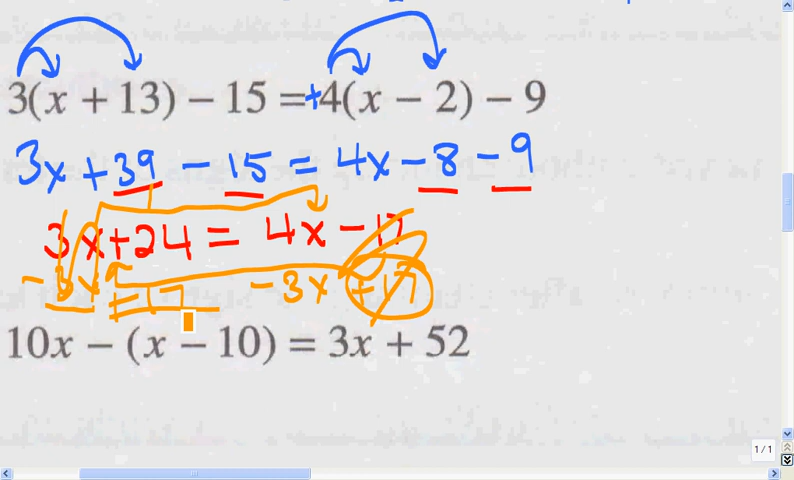 3(x + 13) − 15 = +4(x − 2) − 9
3x + 39 − 15 = 4x − 8 − 9
3x + 24 = 4x − 17
− 3x + 17 − 3x + 17
10x − (x − 10) = 3x + 52
1/1